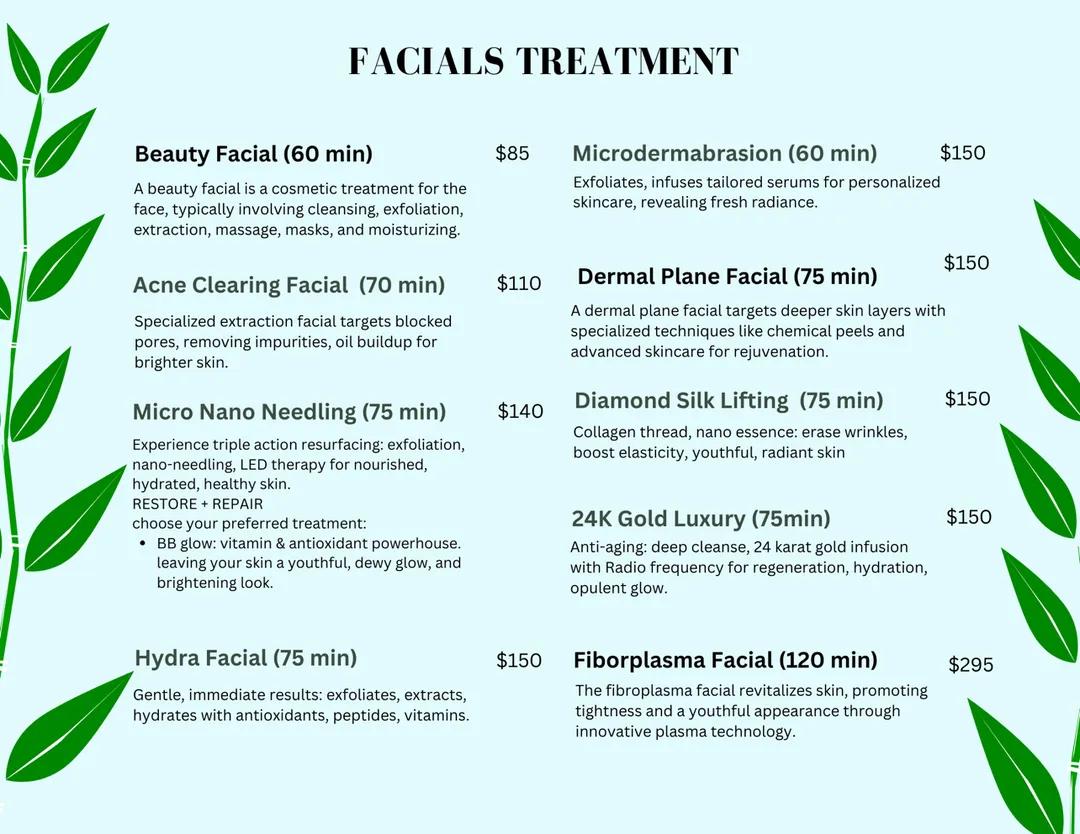 FACIALS TREATMENT
Beauty Facial (60 min) $85
A beauty facial is a cosmetic treatment for the
face, typically involving cleansing, exfoliation,
extraction, massage, masks, and moisturizing.
Acne Clearing Facial (70 min) $110
Specialized extraction facial targets blocked
pores, removing impurities, oil buildup for
brighter skin.
Micro Nano Needling (75 min) $140
Experience triple action resurfacing: exfoliation,
nano-needling, LED therapy for nourished,
hydrated, healthy skin.
RESTORE + REPAIR
choose your preferred treatment:
• BB glow: vitamin & antioxidant powerhouse.
leaving your skin a youthful, dewy glow, and
brightening look.
Hydra Facial (75 min) $150
Gentle, immediate results: exfoliates, extracts,
hydrates with antioxidants, peptides, vitamins.
Microdermabrasion (60 min) $150
Exfoliates, infuses tailored serums for personalized
skincare, revealing fresh radiance.
Dermal Plane Facial (75 min) $150
A dermal plane facial targets deeper skin layers with
specialized techniques like chemical peels and
advanced skincare for rejuvenation.
Diamond Silk Lifting (75 min) $150
Collagen thread, nano essence: erase wrinkles,
boost elasticity, youthful, radiant skin
24K Gold Luxury (75min) $150
Anti-aging: deep cleanse, 24 karat gold infusion
with Radio frequency for regeneration, hydration,
opulent glow.
Fiborplasma Facial (120 min) $295
The fibroplasma facial revitalizes skin, promoting
tightness and a youthful appearance through
innovative plasma technology.